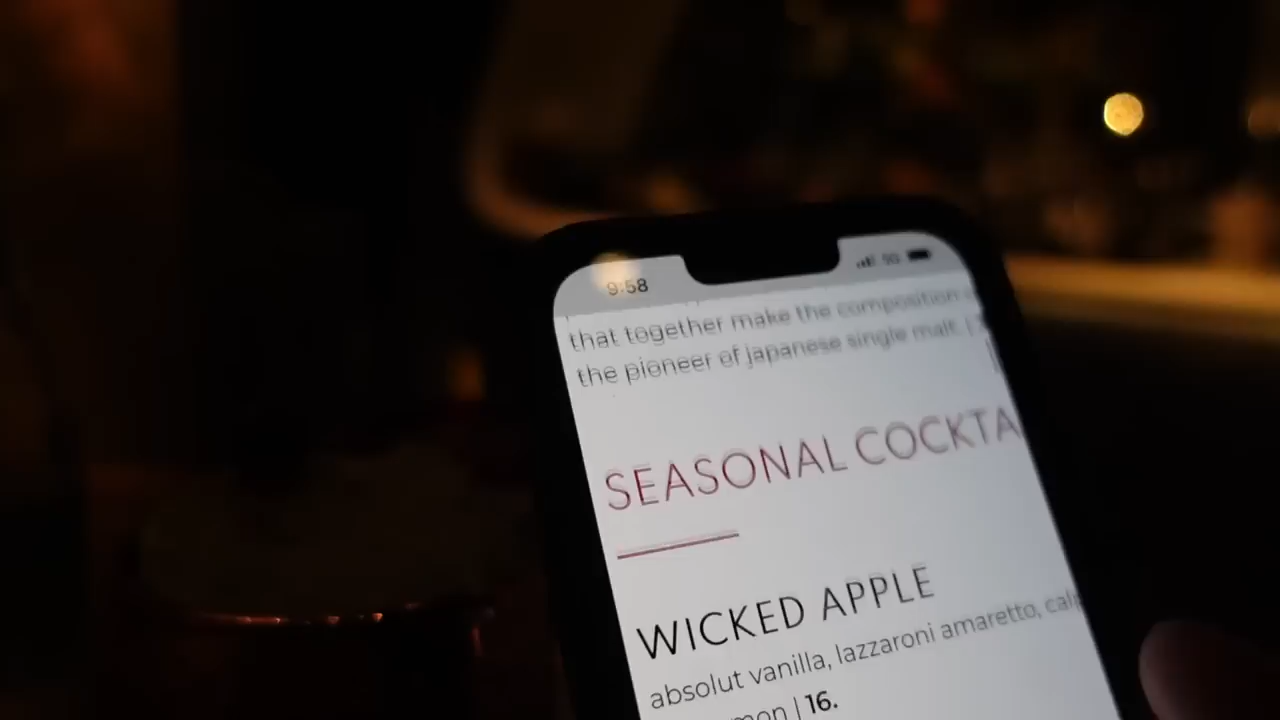 9:58 5G
that together make the composition
the pioneer of japanese single malt. |
SEASONAL COCKTA
WICKED APPLE
absolut vanilla, lazzaroni amaretto,
| 16.